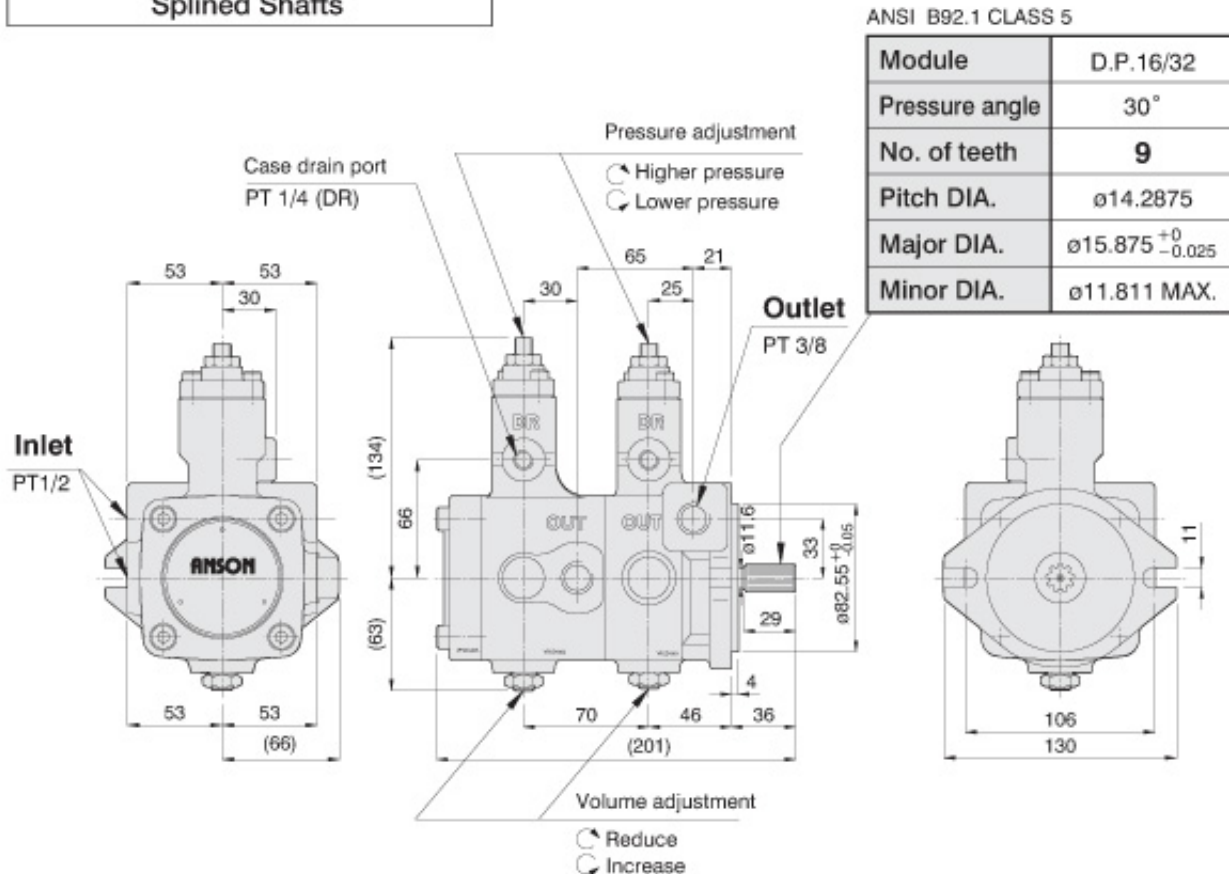 Splined Shafts
ANSI B92.1 CLASS 5
Module D.P.16/32
Pressure angle 30°
No. of teeth 9
Pitch DIA. ø14.2875
Major DIA. ø15.875 +0 -0.025
Minor DIA. ø11.811 MAX.
Pressure adjustment
Higher pressure
Lower pressure
Case drain port
PT 1/4 (DR)
53 53
30
65 21
30 25
Outlet
PT 3/8
Inlet
PT1/2
DR DR
(134)
66
(63)
OUT OUT
ANSON
ø11.6
33
ø82.55 +0 -0.05
11
29
4
53 53
(66)
70 46 36
(201)
106
130
Volume adjustment
Reduce
Increase